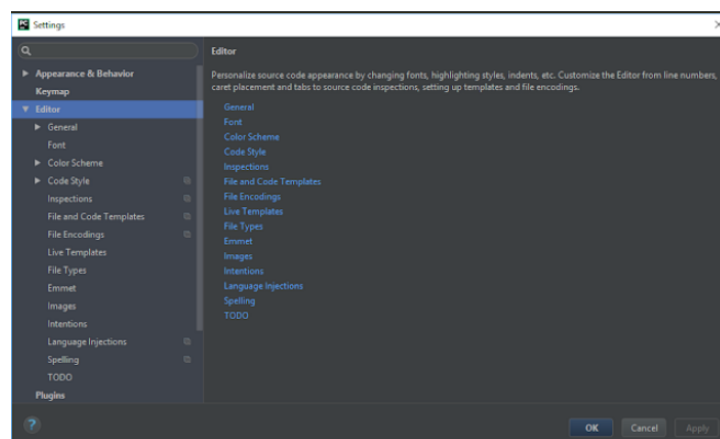 PC Settings
Appearance & Behavior
Keymap
Editor
General
Font
Color Scheme
Code Style
Inspections
File and Code Templates
File Encodings
Live Templates
File Types
Emmet
Images
Intentions
Language Injections
Spelling
TODO
Plugins
Editor
Personalize source code appearance by changing fonts, highlighting styles, indents, etc. Customize the Editor from line numbers,
caret placement and tabs to source code inspections, setting up templates and file encodings.
General
Font
Color Scheme
Code Style
Inspections
File and Code Templates
File Encodings
Live Templates
File Types
Emmet
Images
Intentions
Language Injections
Spelling
TODO
?
OK Cancel Apply